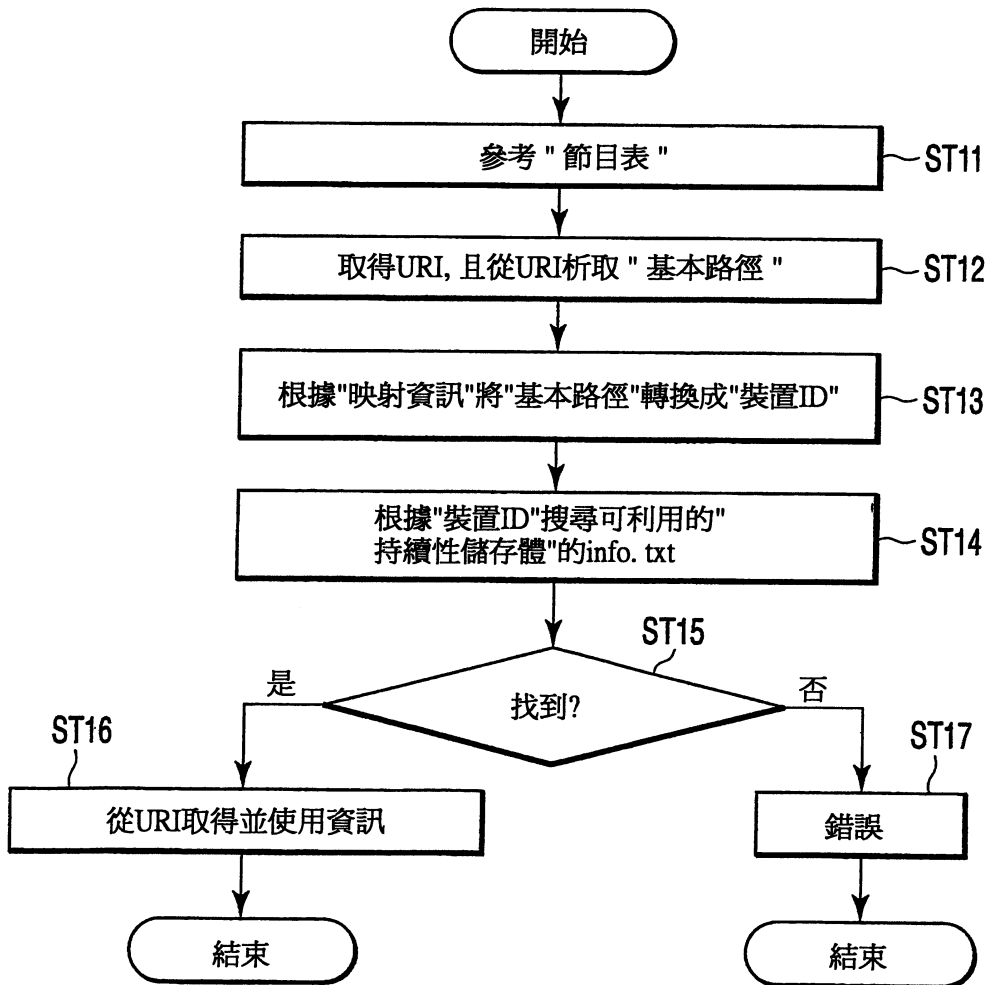 開始
參考 " 節目表 "
ST11
取得URI, 且從URI析取 " 基本路徑 "
ST12
根據"映射資訊"將"基本路徑"轉換成"裝置ID"
ST13
根據"裝置ID"搜尋可利用的"
持續性儲存體"的info. txt
ST14
ST15
找到?
是
否
ST16
從URI取得並使用資訊
ST17
錯誤
結束
結束